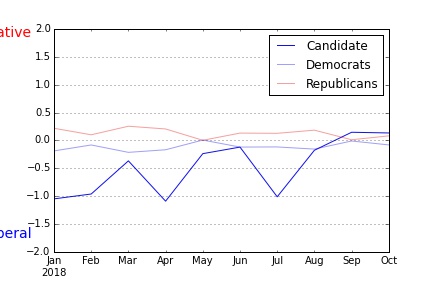 ative
eral
2.0
1.5
1.0
0.5
0.0
−0.5
−1.0
−1.5
−2.0
Candidate
Democrats
Republicans
Jan Feb Mar Apr May Jun Jul Aug Sep Oct
2018